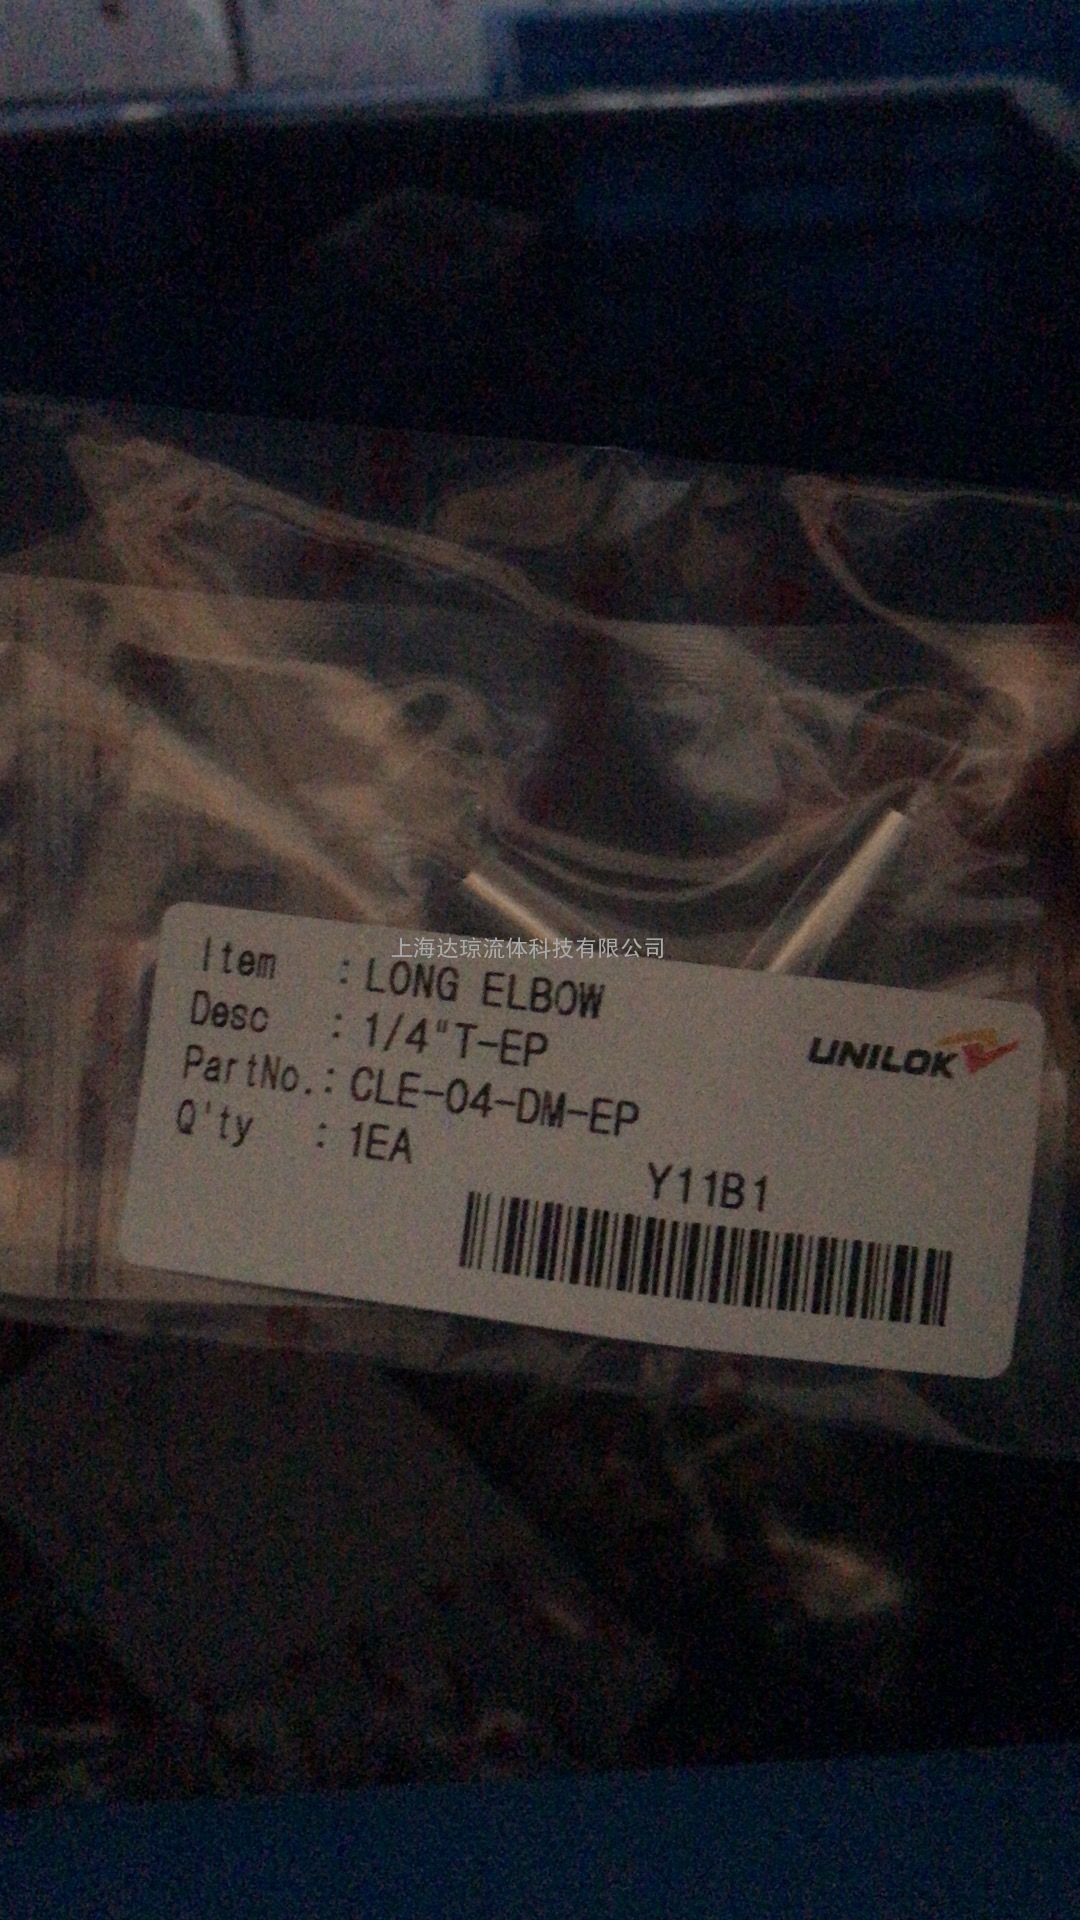 上海达琼流体科技有限公司
Item : LONG ELBOW
Desc : 1/4"T-EP
PartNo.: CLE-04-DM-EP
Q'ty : 1EA
UNILOK
Y11B1